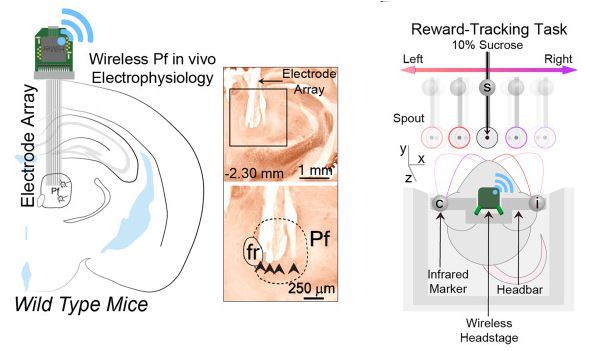 Wireless Pf in vivo
Electrophysiology
Electrode Array
Pf
Wild Type Mice
Electrode
Array
-2.30 mm
1 mm
fr
Pf
250 µm
Reward-Tracking Task
10% Sucrose
Left
Right
S
Spout
y
x
z
c
i
Infrared
Marker
Headbar
Wireless
Headstage